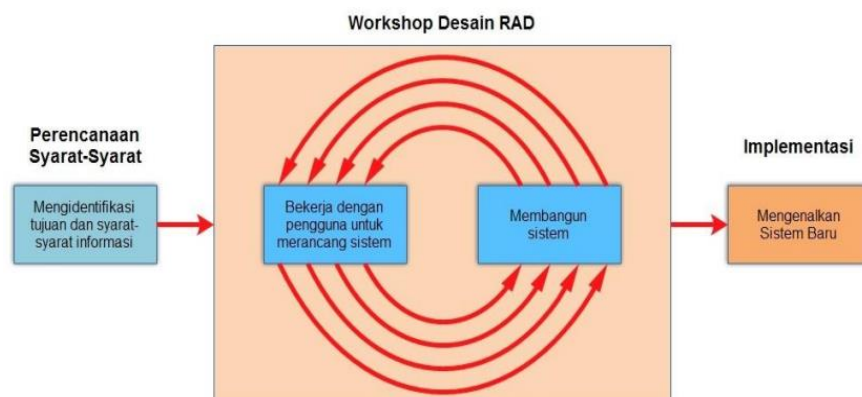 Workshop Desain RAD
Perencanaan
Syarat-Syarat
Mengidentifikasi
tujuan dan syarat-
syarat informasi
Bekerja dengan
pengguna untuk
merancang sistem
Membangun
sistem
Implementasi
Mengenalkan
Sistem Baru